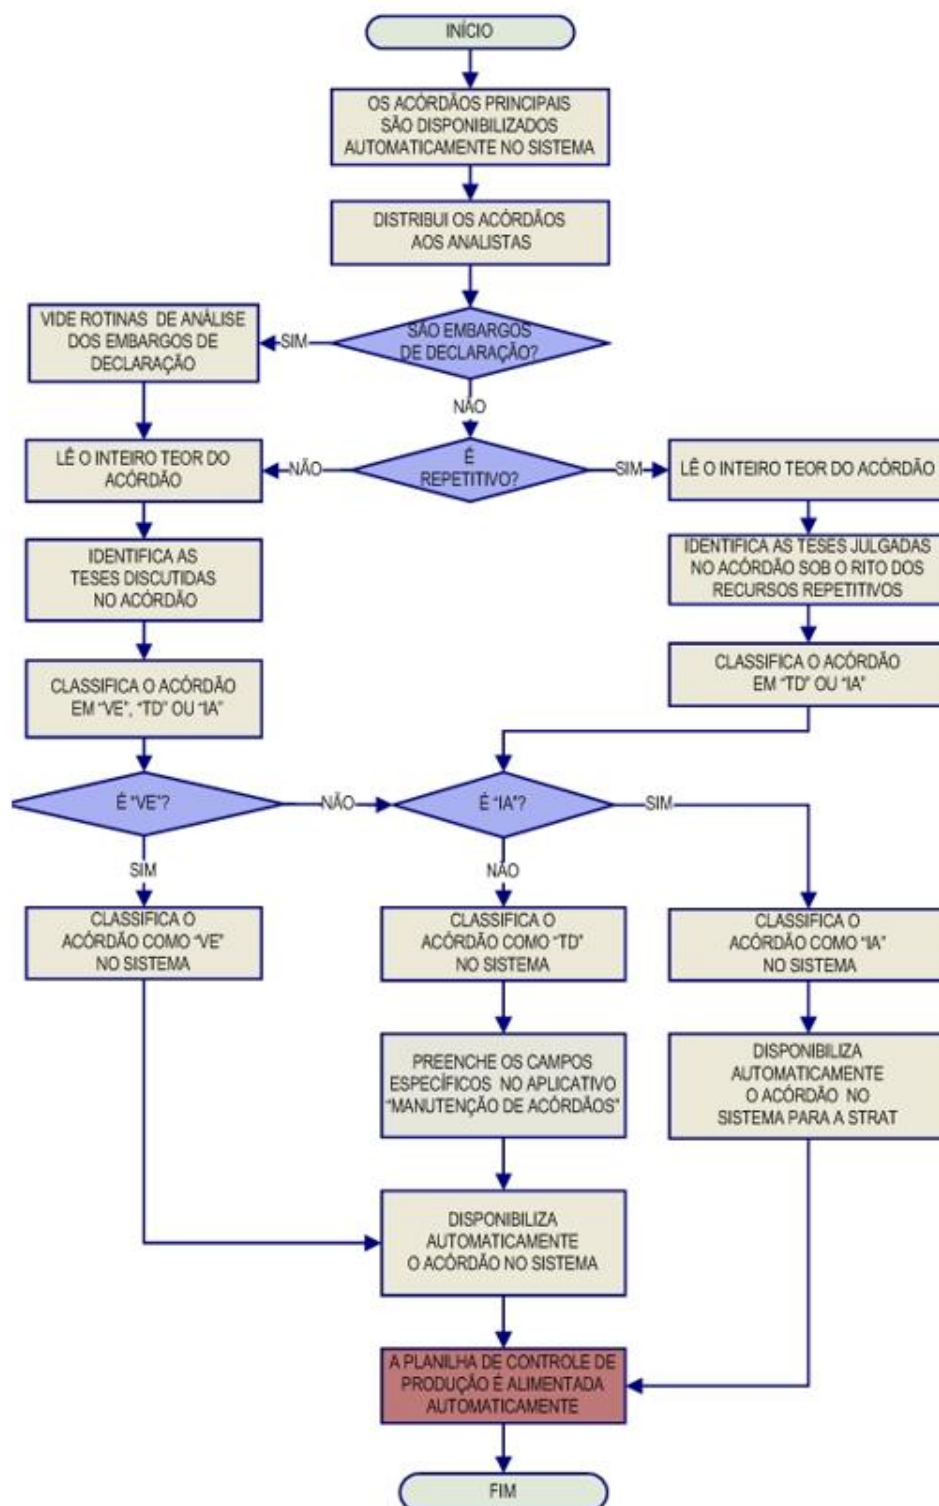 INÍCIO
OS ACÓRDÃOS PRINCIPAIS
SÃO DISPONIBILIZADOS
AUTOMATICAMENTE NO SISTEMA
DISTRIBUI OS ACÓRDÃOS
AOS ANALISTAS
SÃO EMBARGOS
DE DECLARAÇÃO?
SIM
VIDE ROTINAS DE ANÁLISE
DOS EMBARGOS DE
DECLARAÇÃO
NÃO
É
REPETITIVO?
NÃO
SIM
LÊ O INTEIRO TEOR DO
ACÓRDÃO
LÊ O INTEIRO TEOR DO ACÓRDÃO
IDENTIFICA AS
TESES DISCUTIDAS
NO ACÓRDÃO
IDENTIFICA AS TESES JULGADAS
NO ACÓRDÃO SOB O RITO DOS
RECURSOS REPETITIVOS
CLASSIFICA O ACÓRDÃO
EM “VE”, “TD” OU “IA”
CLASSIFICA O ACÓRDÃO
EM “TD” OU “IA”
É “VE”?
NÃO
É “IA”?
SIM
SIM
NÃO
CLASSIFICA O
ACÓRDÃO COMO “VE”
NO SISTEMA
CLASSIFICA O
ACÓRDÃO COMO “TD”
NO SISTEMA
CLASSIFICA O
ACÓRDÃO COMO “IA”
NO SISTEMA
PREENCHE OS CAMPOS
ESPECÍFICOS NO APLICATIVO
“MANUTENÇÃO DE ACÓRDÃOS”
DISPONIBILIZA
AUTOMATICAMENTE
O ACÓRDÃO NO
SISTEMA PARA A STRAT
DISPONIBILIZA
AUTOMATICAMENTE
O ACÓRDÃO NO SISTEMA
A PLANILHA DE CONTROLE DE
PRODUÇÃO É ALIMENTADA
AUTOMATICAMENTE
FIM